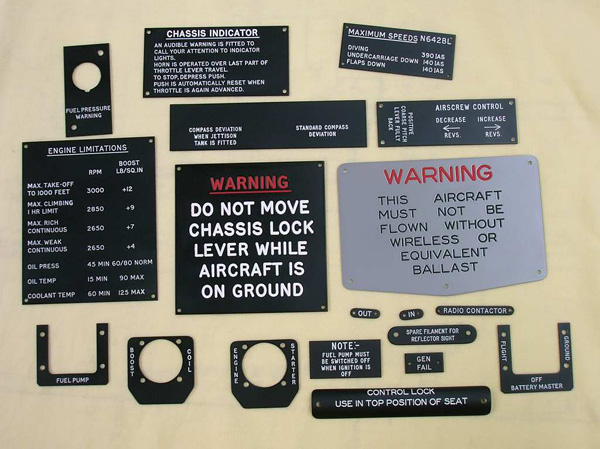 CHASSIS INDICATOR
AN AUDIBLE WARNING IS FITTED TO
CALL YOUR ATTENTION TO INDICATOR
LIGHTS.
HORN IS OPERATED OVER LAST PART OF
THROTTLE LEVER TRAVEL.
TO STOP, DEPRESS PUSH.
PUSH IS AUTOMATICALLY RESET WHEN
THROTTLE IS AGAIN ADVANCED.
MAXIMUM SPEEDS N642BL
DIVING 390 IAS
UNDERCARRIAGE DOWN 140 IAS
FLAPS DOWN 140 IAS
FUEL PRESSURE
WARNING
COMPASS DEVIATION
WHEN JETTISON
TANK IS FITTED
STANDARD COMPASS
DEVIATION
POSITIVE
COARSE PITCH
LEVER FULLY
BACK
AIRSCREW CONTROL
DECREASE INCREASE
REVS. REVS.
ENGINE LIMITATIONS
RPM BOOST LB/SQ.IN
MAX. TAKE-OFF
TO 1000 FEET 3000 +12
MAX. CLIMBING
1 HR LIMIT 2850 +9
MAX. RICH
CONTINUOUS 2650 +7
MAX. WEAK
CONTINUOUS 2650 +4
OIL PRESS 45 MIN 60/80 NORM
OIL TEMP 15 MIN 90 MAX
COOLANT TEMP 60 MIN 125 MAX
WARNING
DO NOT MOVE
CHASSIS LOCK
LEVER WHILE
AIRCRAFT IS
ON GROUND
WARNING
THIS AIRCRAFT
MUST NOT BE
FLOWN WITHOUT
WIRELESS OR
EQUIVALENT
BALLAST
OUT
IN
RADIO CONTACTOR
SPARE FILAMENT FOR
REFLECTOR SIGHT
FUEL PUMP
BOOST
COIL
ENGINE
STARTER
NOTE:-
FUEL PUMP MUST
BE SWITCHED OFF
WHEN IGNITION IS
OFF
GEN
FAIL
FLIGHT
GROUND
OFF
BATTERY MASTER
CONTROL LOCK
USE IN TOP POSITION OF SEAT